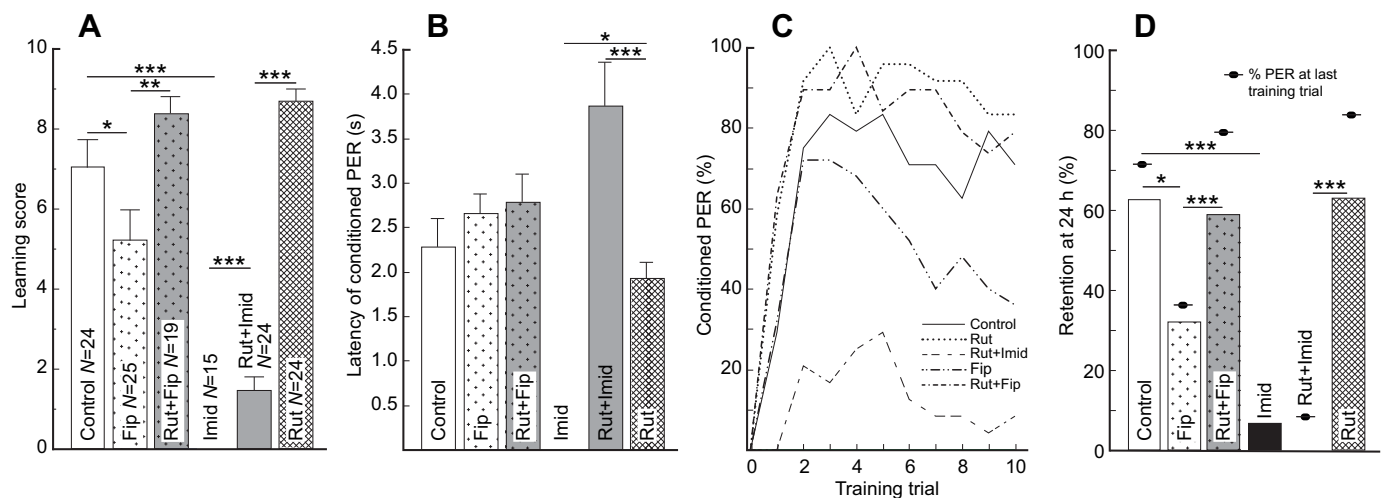 A
Learning score
10
8
6
4
2
0
***
**
*
***
***
Control N=24
Fip N=25
Rut+Fip N=19
Imid N=15
Rut+Imid
N=24
Rut N=24
B
Latency of conditioned PER (s)
4.5
4.0
3.5
3.0
2.5
2.0
1.5
1.0
0.5
*
***
Control
Fip
Rut+Fip
Imid
Rut+Imid
Rut
C
Conditioned PER (%)
100
80
60
40
20
Control
Rut
Rut+Imid
Fip
Rut+Fip
0 2 4 6 8 10
Training trial
D
Retention at 24 h (%)
100
80
60
40
20
0
% PER at last
training trial
***
*
***
***
Control
Fip
Rut+Fip
Imid
Rut+Imid
Rut